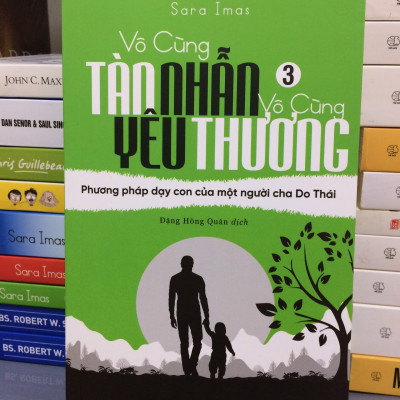 Sara Imas
Vô Cùng
TÀN NHẪN 3
Vô Cùng
YÊU THƯƠNG
Phương pháp dạy con của một người cha Do Thái
Đặng Hồng Quân dịch
JOHN C. MAX
DAN SENOR & SAUL SIN
ris Guillebea
Sara Imas
Sara Imas
Sara Imas
BS. ROBERT W. S
BS. ROBERT W.